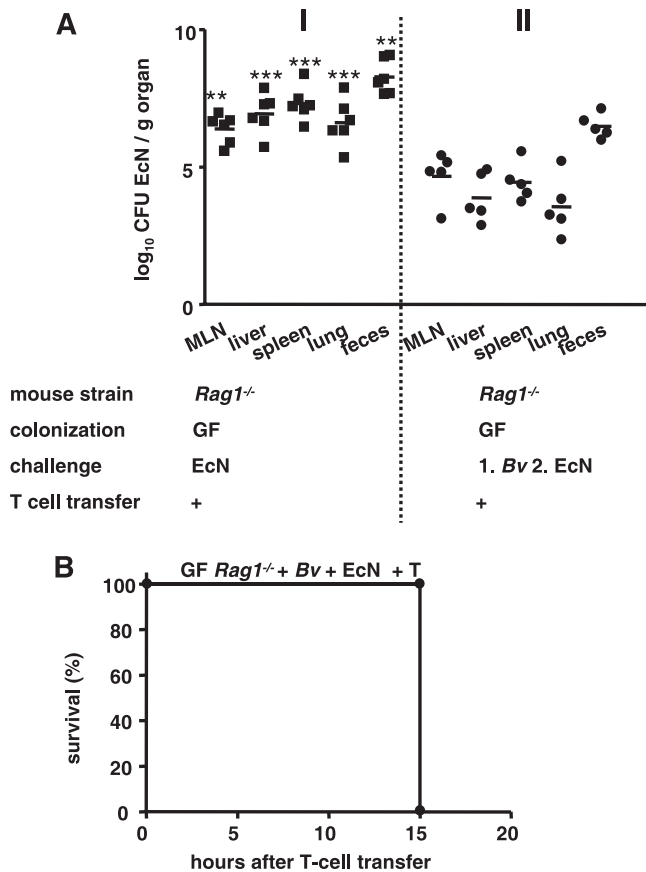 A
I
II
log10 CFU EcN / g organ
10
5
0
** *** *** *** **
MLN liver spleen lung feces
MLN liver spleen lung feces
mouse strain Rag1-/- Rag1-/-
colonization GF GF
challenge EcN 1. Bv 2. EcN
T cell transfer + +
B
GF Rag1-/- + Bv + EcN + T
survival (%)
100
80
60
40
20
0
0 5 10 15 20
hours after T-cell transfer